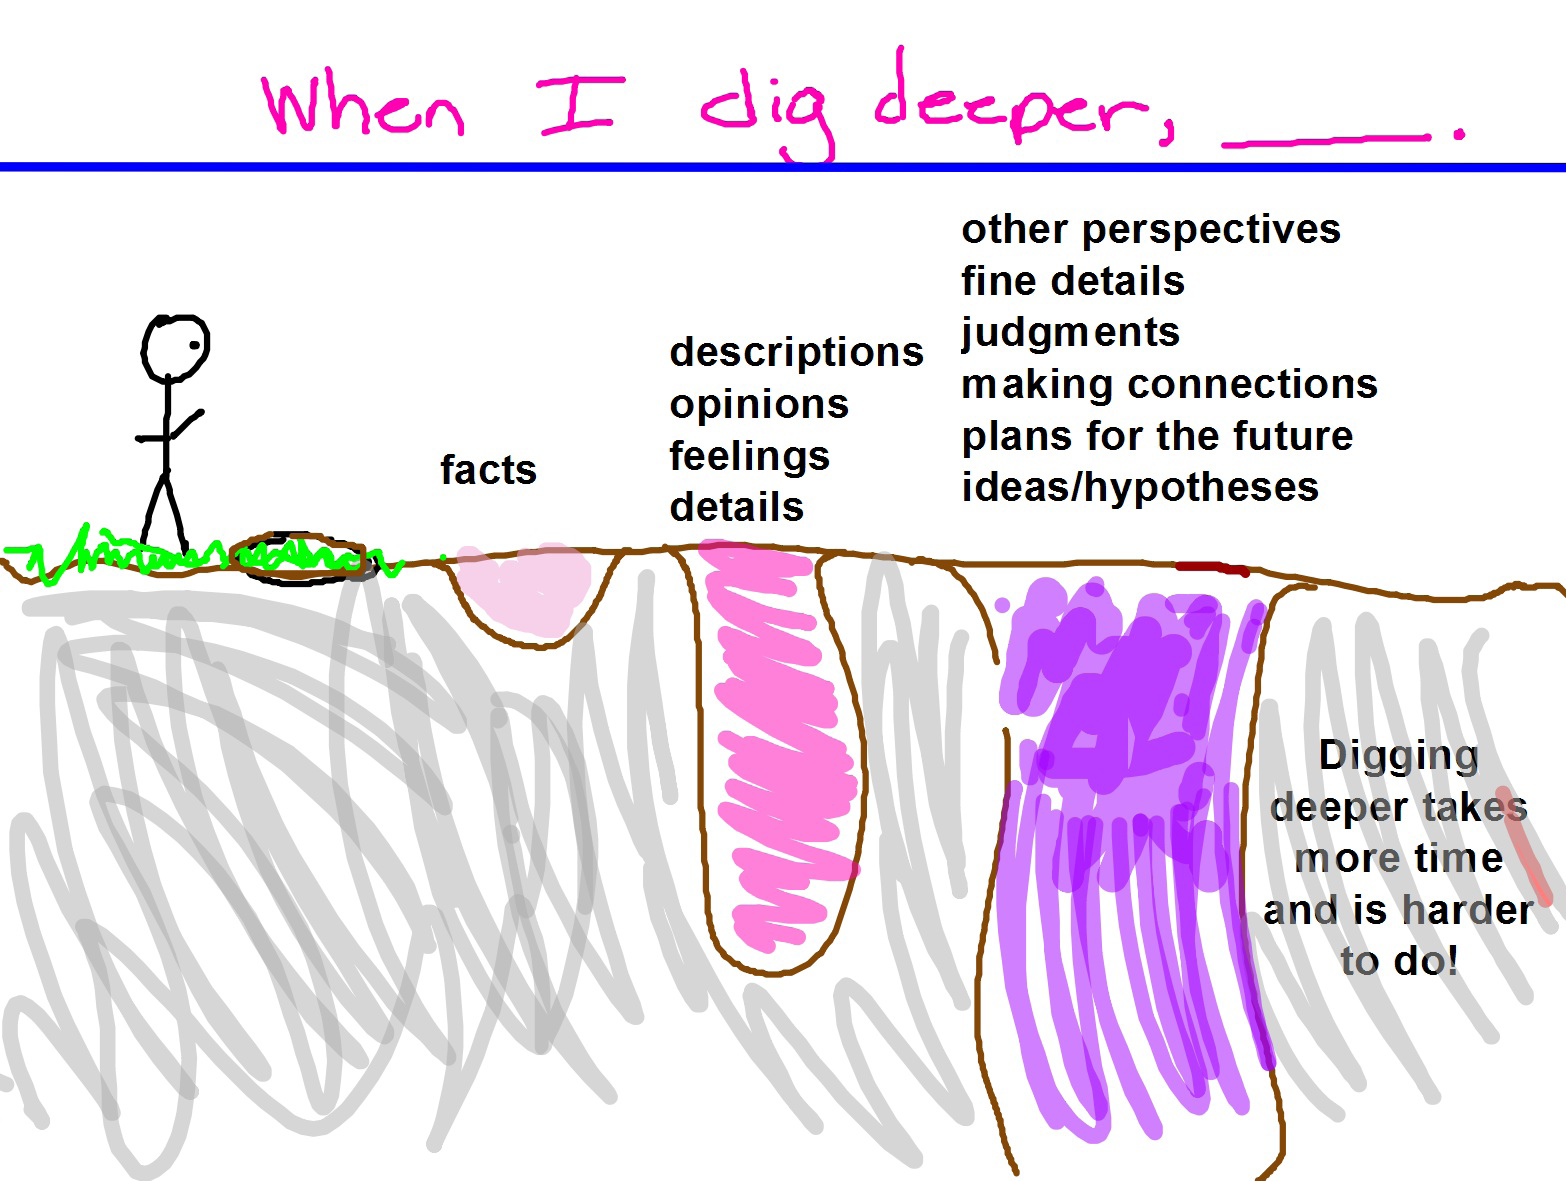 When I dig deeper, ____.
other perspectives
fine details
judgments
making connections
plans for the future
ideas/hypotheses
descriptions
opinions
feelings
details
facts
Digging
deeper takes
more time
and is harder
to do!